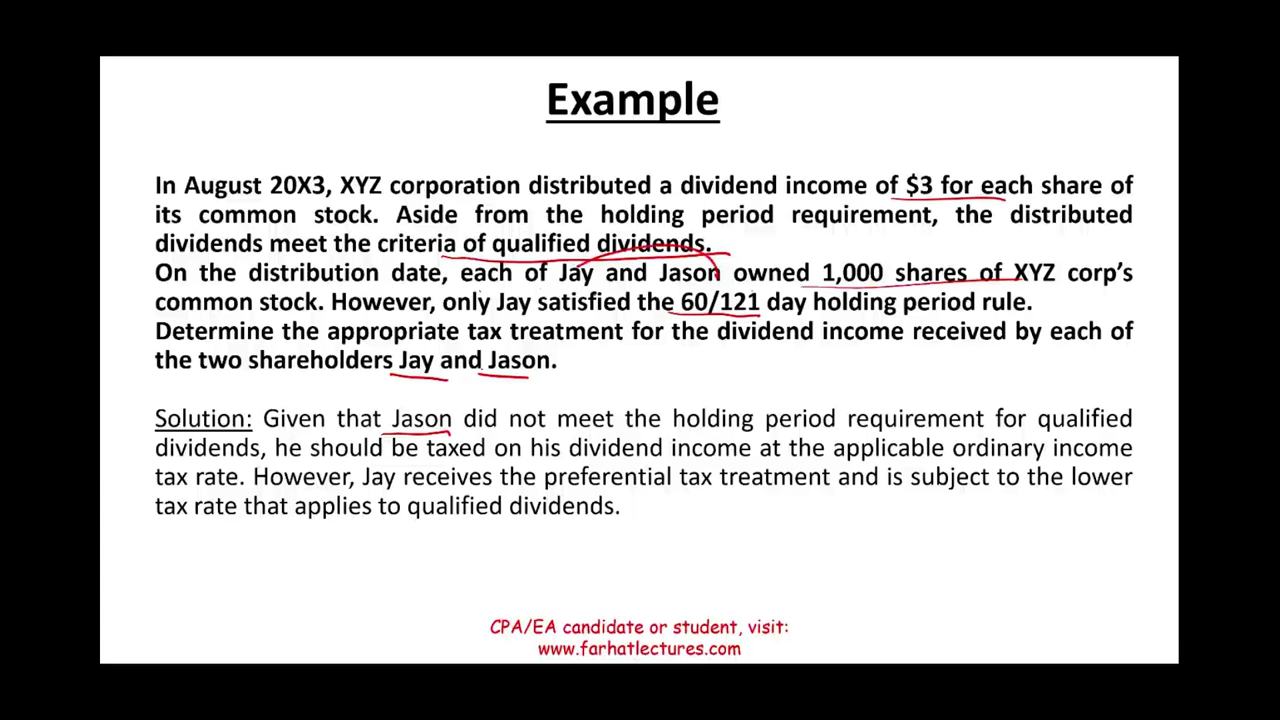 Example
In August 20X3, XYZ corporation distributed a dividend income of $3 for each share of
its common stock. Aside from the holding period requirement, the distributed
dividends meet the criteria of qualified dividends.
On the distribution date, each of Jay and Jason owned 1,000 shares of XYZ corp's
common stock. However, only Jay satisfied the 60/121 day holding period rule.
Determine the appropriate tax treatment for the dividend income received by each of
the two shareholders Jay and Jason.
Solution: Given that Jason did not meet the holding period requirement for qualified
dividends, he should be taxed on his dividend income at the applicable ordinary income
tax rate. However, Jay receives the preferential tax treatment and is subject to the lower
tax rate that applies to qualified dividends.
CPA/EA candidate or student, visit:
www.farhatlectures.com